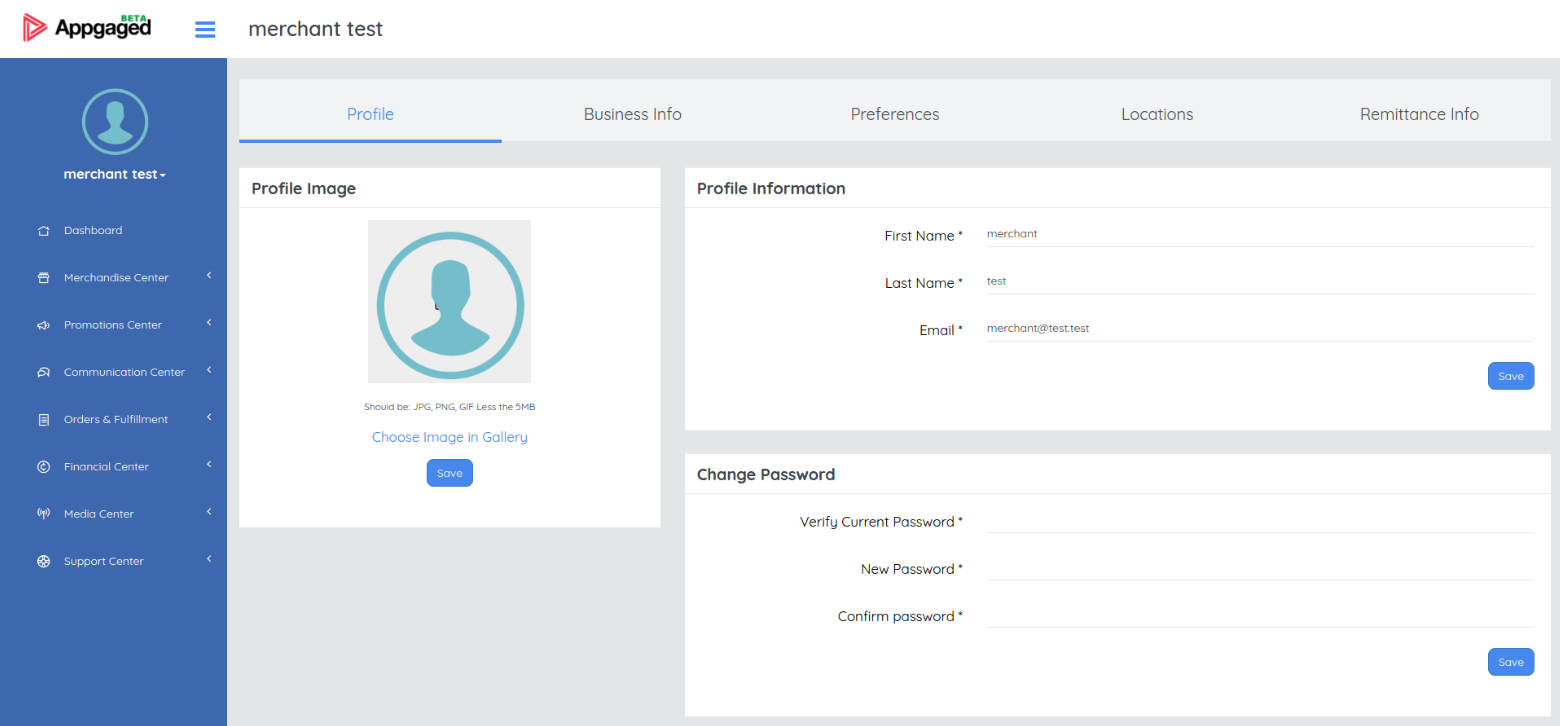 Appgaged BETA
merchant test
merchant test
Dashboard
Merchandise Center
Promotions Center
Communication Center
Orders & Fulfillment
Financial Center
Media Center
Support Center
Profile
Business Info
Preferences
Locations
Remittance Info
Profile Image
Should be: JPG, PNG, GIF Less the 5MB
Choose Image in Gallery
Save
Profile Information
First Name * merchant
Last Name * test
Email * merchant@test.test
Save
Change Password
Verify Current Password *
New Password *
Confirm password *
Save